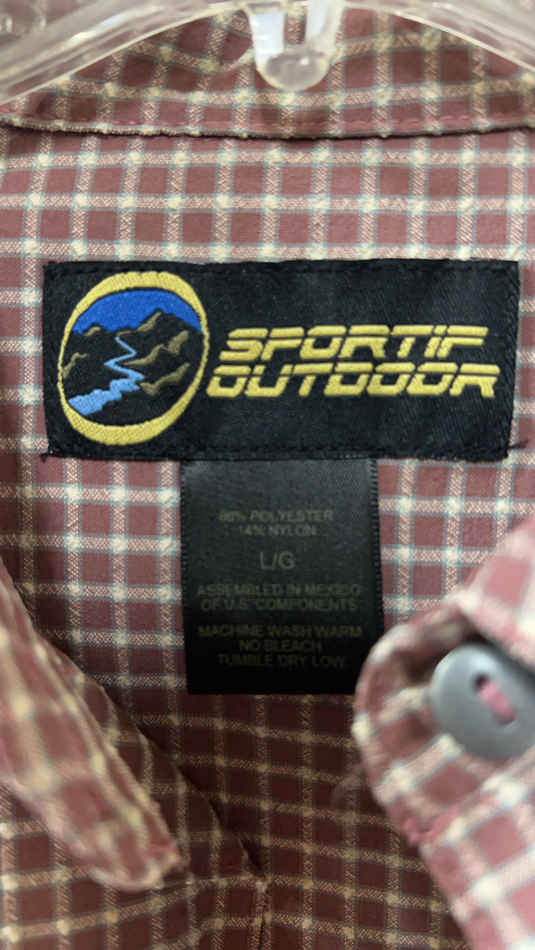 SPORTIF
OUTDOOR
86% POLYESTER
14% NYLON
L/G
ASSEMBLED IN MEXICO
OF U.S. COMPONENTS
MACHINE WASH WARM
NO BLEACH
TUMBLE DRY LOW